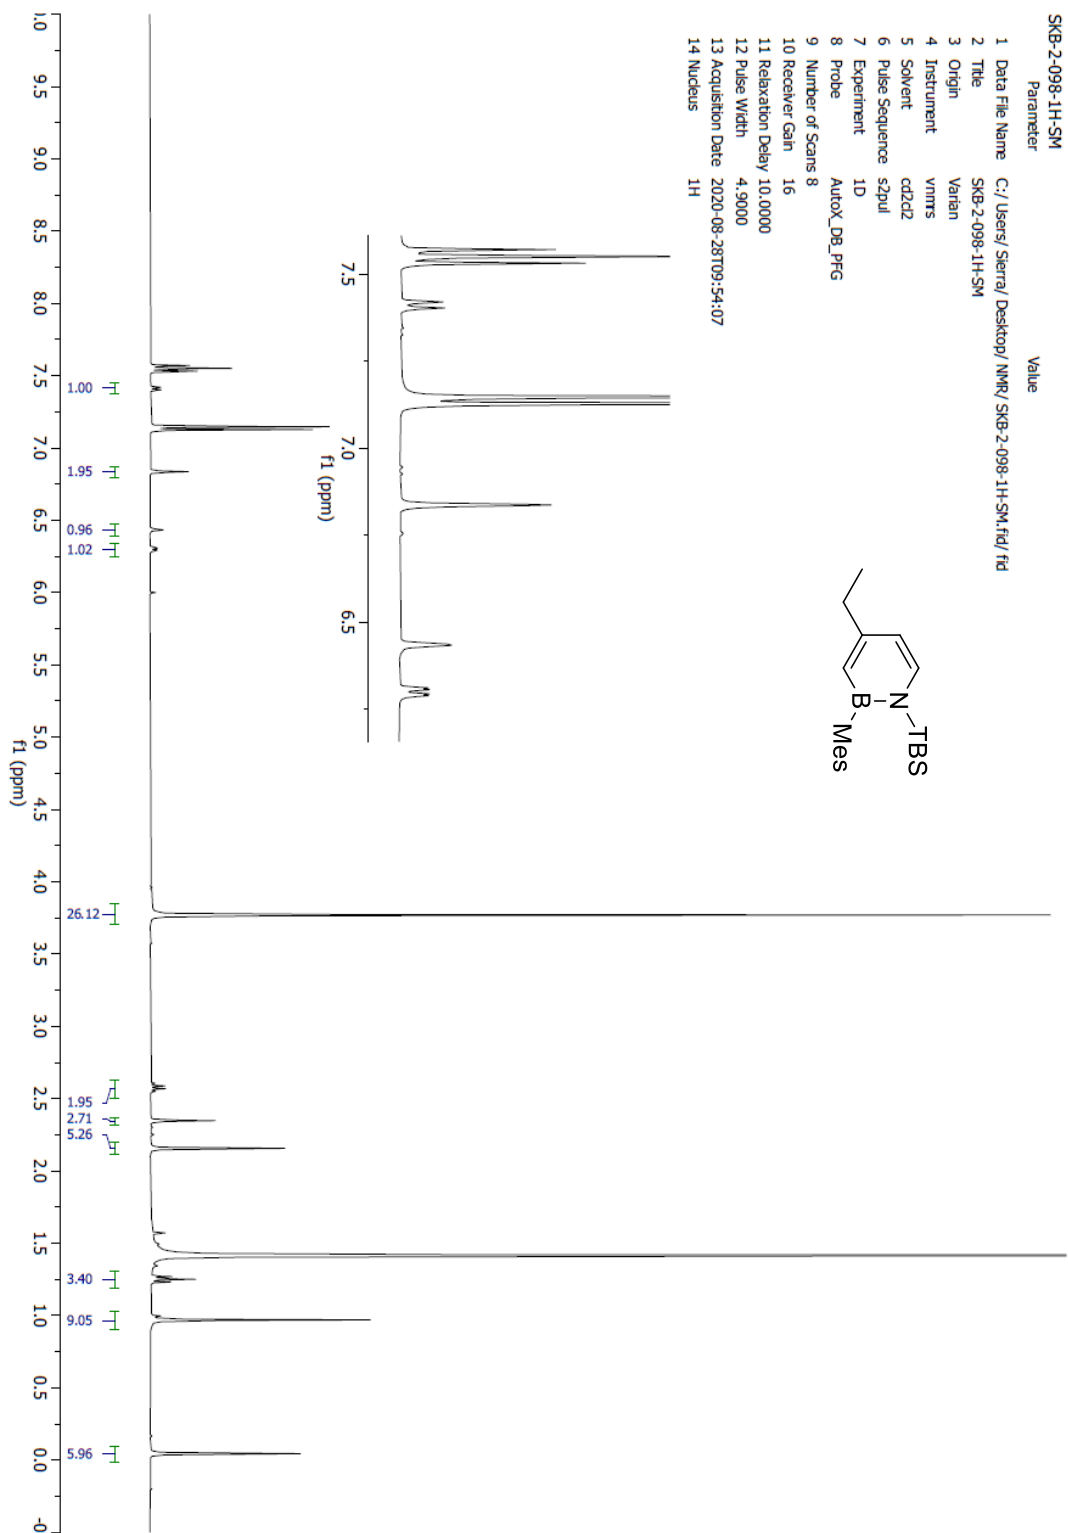 SKB-2-098-1H-SM
Parameter Value
1 Data File Name C:/ Users/ Sierra/ Desktop/ NMR/ SKB-2-098-1H-SM.fid/ fid
2 Title SKB-2-098-1H-SM
3 Origin Varian
4 Instrument vnmrs
5 Solvent cd2cl2
6 Pulse Sequence s2pul
7 Experiment 1D
8 Probe AutoX_DB_PFG
9 Number of Scans 8
10 Receiver Gain 16
11 Relaxation Delay 10.0000
12 Pulse Width 4.9000
13 Acquisition Date 2020-08-28T09:54:07
14 Nucleus 1H
N TBS
B Mes
7.5 7.0 6.5
f1 (ppm)
1.00 1.95 0.96 1.02 26.12 1.95 2.71 5.26 3.40 9.05 5.96
.0 9.5 9.0 8.5 8.0 7.5 7.0 6.5 6.0 5.5 5.0 4.5 4.0 3.5 3.0 2.5 2.0 1.5 1.0 0.5 0.0 -0
f1 (ppm)